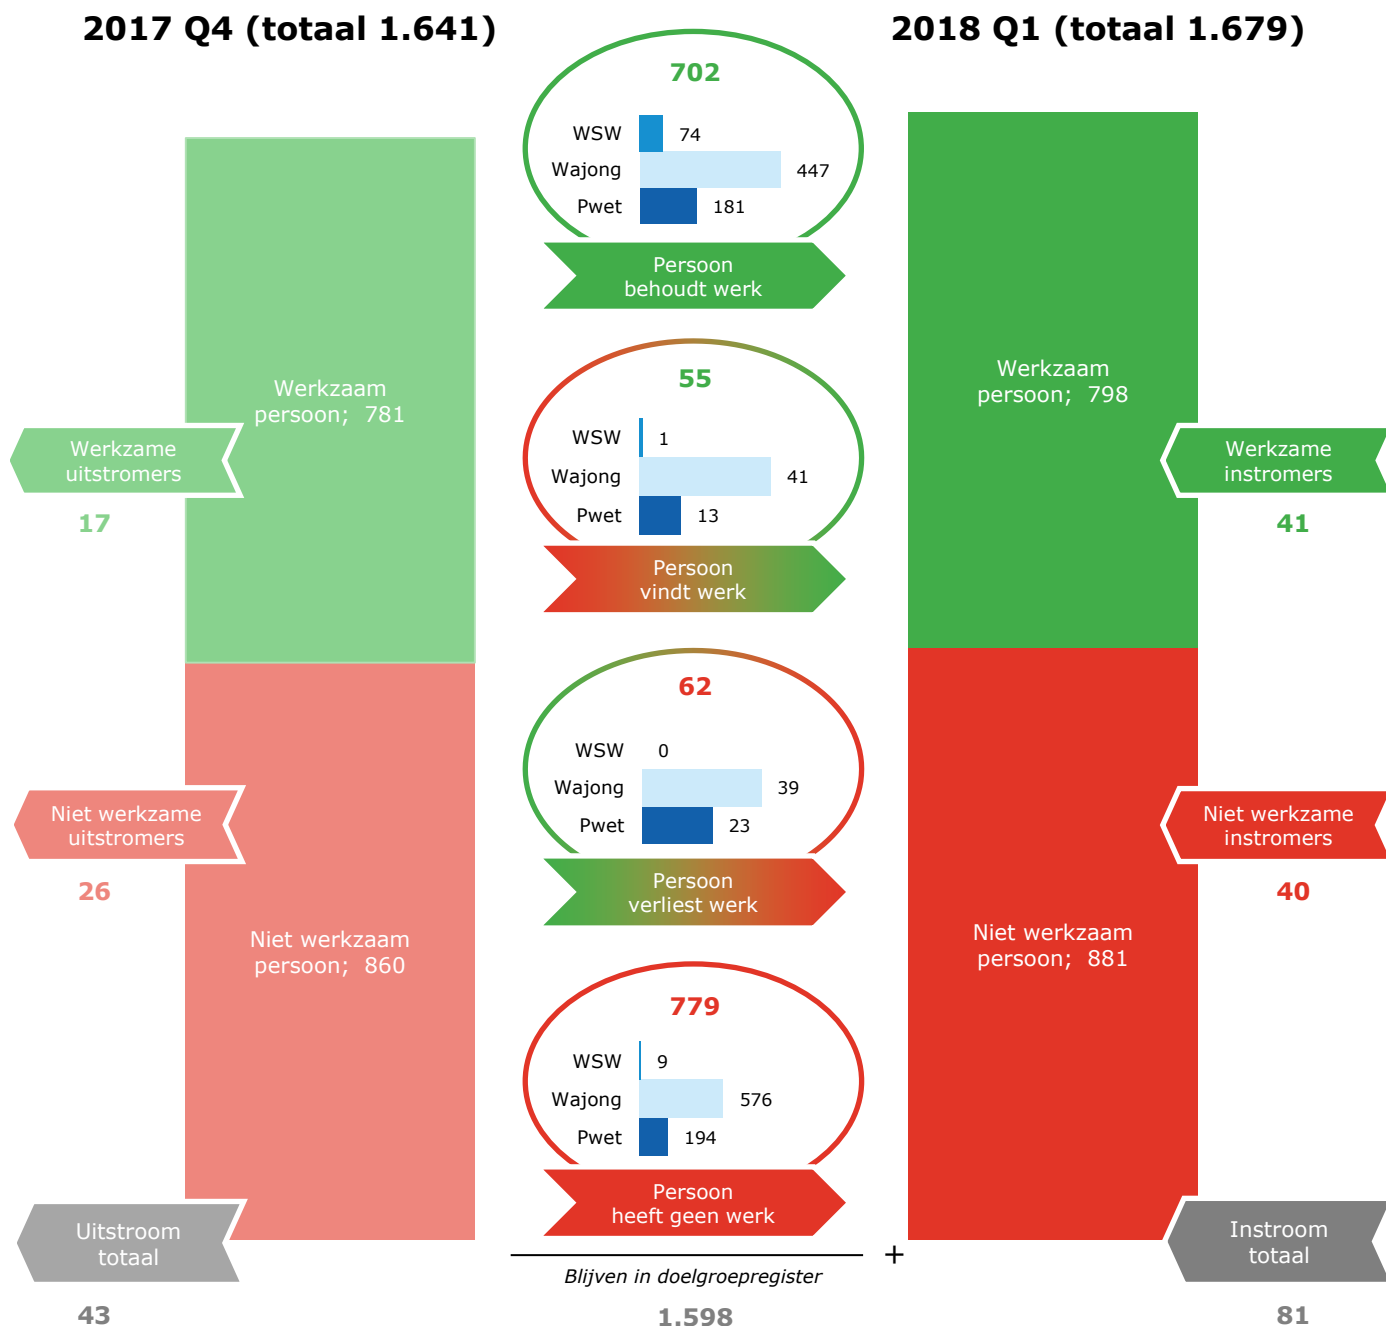 2017 Q4 (totaal 1.641)
2018 Q1 (totaal 1.679)
702
WSW 74
Wajong 447
Pwet 181
Persoon
behoudt werk
Werkzaam
persoon; 781
Werkzaam
persoon; 798
55
WSW 1
Wajong 41
Pwet 13
Persoon
vindt werk
Werkzame
uitstromers
17
Werkzame
instromers
41
62
WSW 0
Wajong 39
Pwet 23
Persoon
verliest werk
Niet werkzame
uitstromers
26
Niet werkzame
instromers
40
Niet werkzaam
persoon; 860
Niet werkzaam
persoon; 881
779
WSW 9
Wajong 576
Pwet 194
Persoon
heeft geen werk
Uitstroom
totaal
43
+
Blijven in doelgroepregister
1.598
Instroom
totaal
81